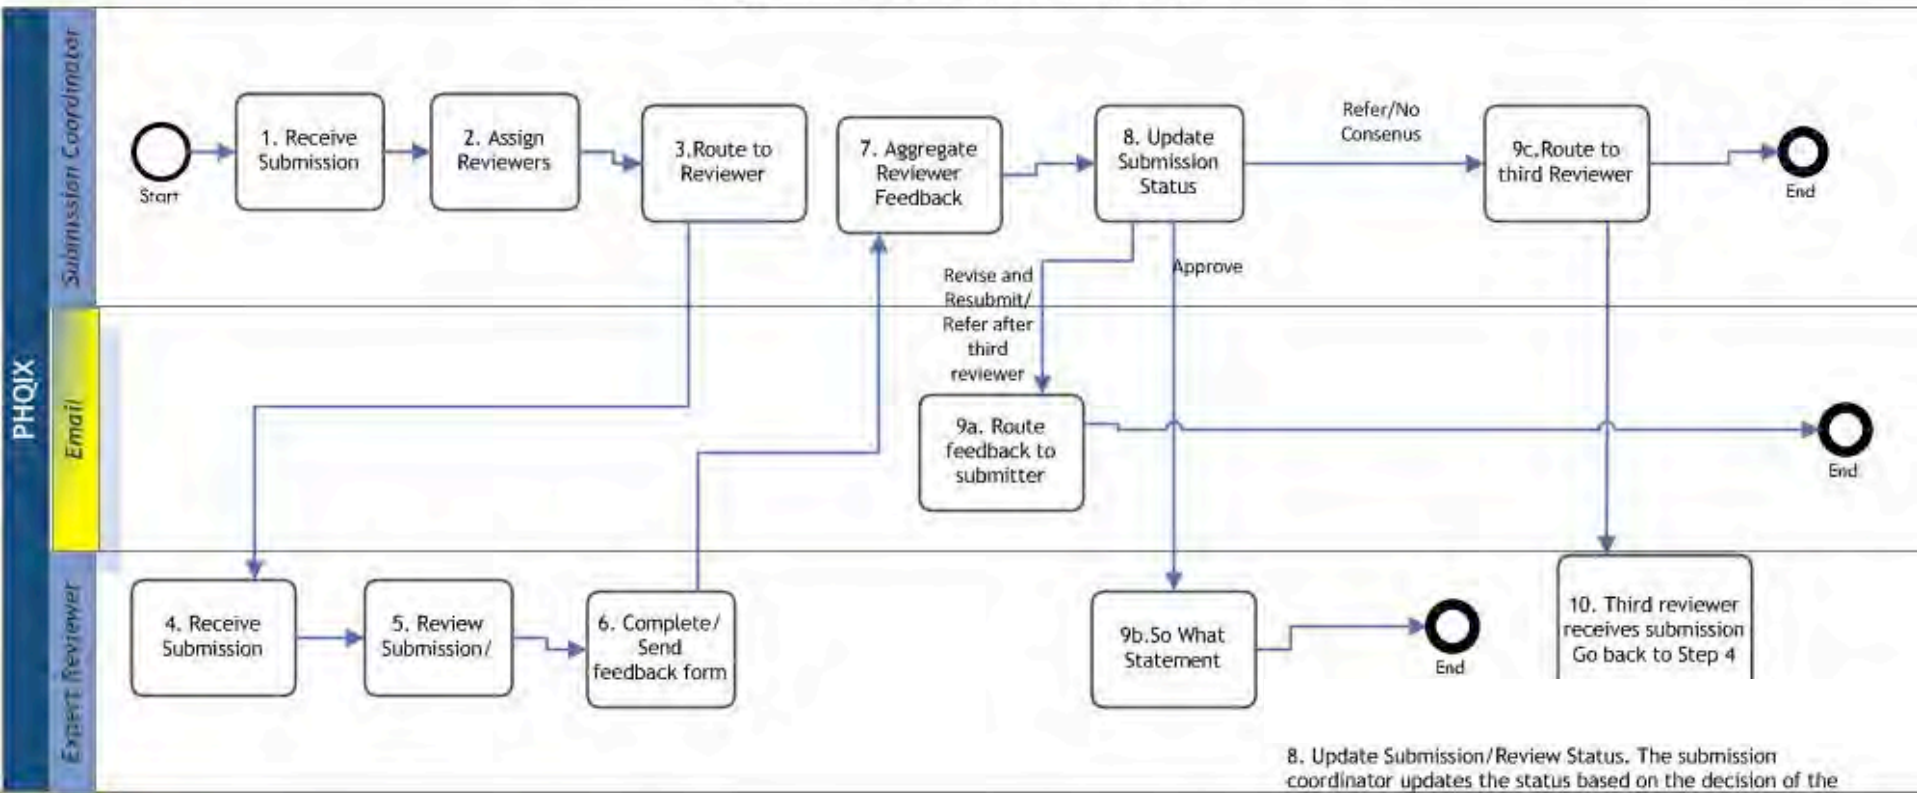 PHQIX
Submission Coordinator
Start
1. Receive
Submission
2. Assign
Reviewers
3.Route to
Reviewer
7. Aggregate
Reviewer
Feedback
8. Update
Submission
Status
Refer/No
Consenus
9c.Route to
third Reviewer
End
Revise and
Resubmit/
Refer after
third
reviewer
Approve
Email
9a. Route
feedback to
submitter
End
Expert Reviewer
4. Receive
Submission
5. Review
Submission/
6. Complete/
Send
feedback form
9b.So What
Statement
End
10. Third reviewer
receives submission
Go back to Step 4
8. Update Submission/Review Status. The submission
coordinator updates the status based on the decision of the